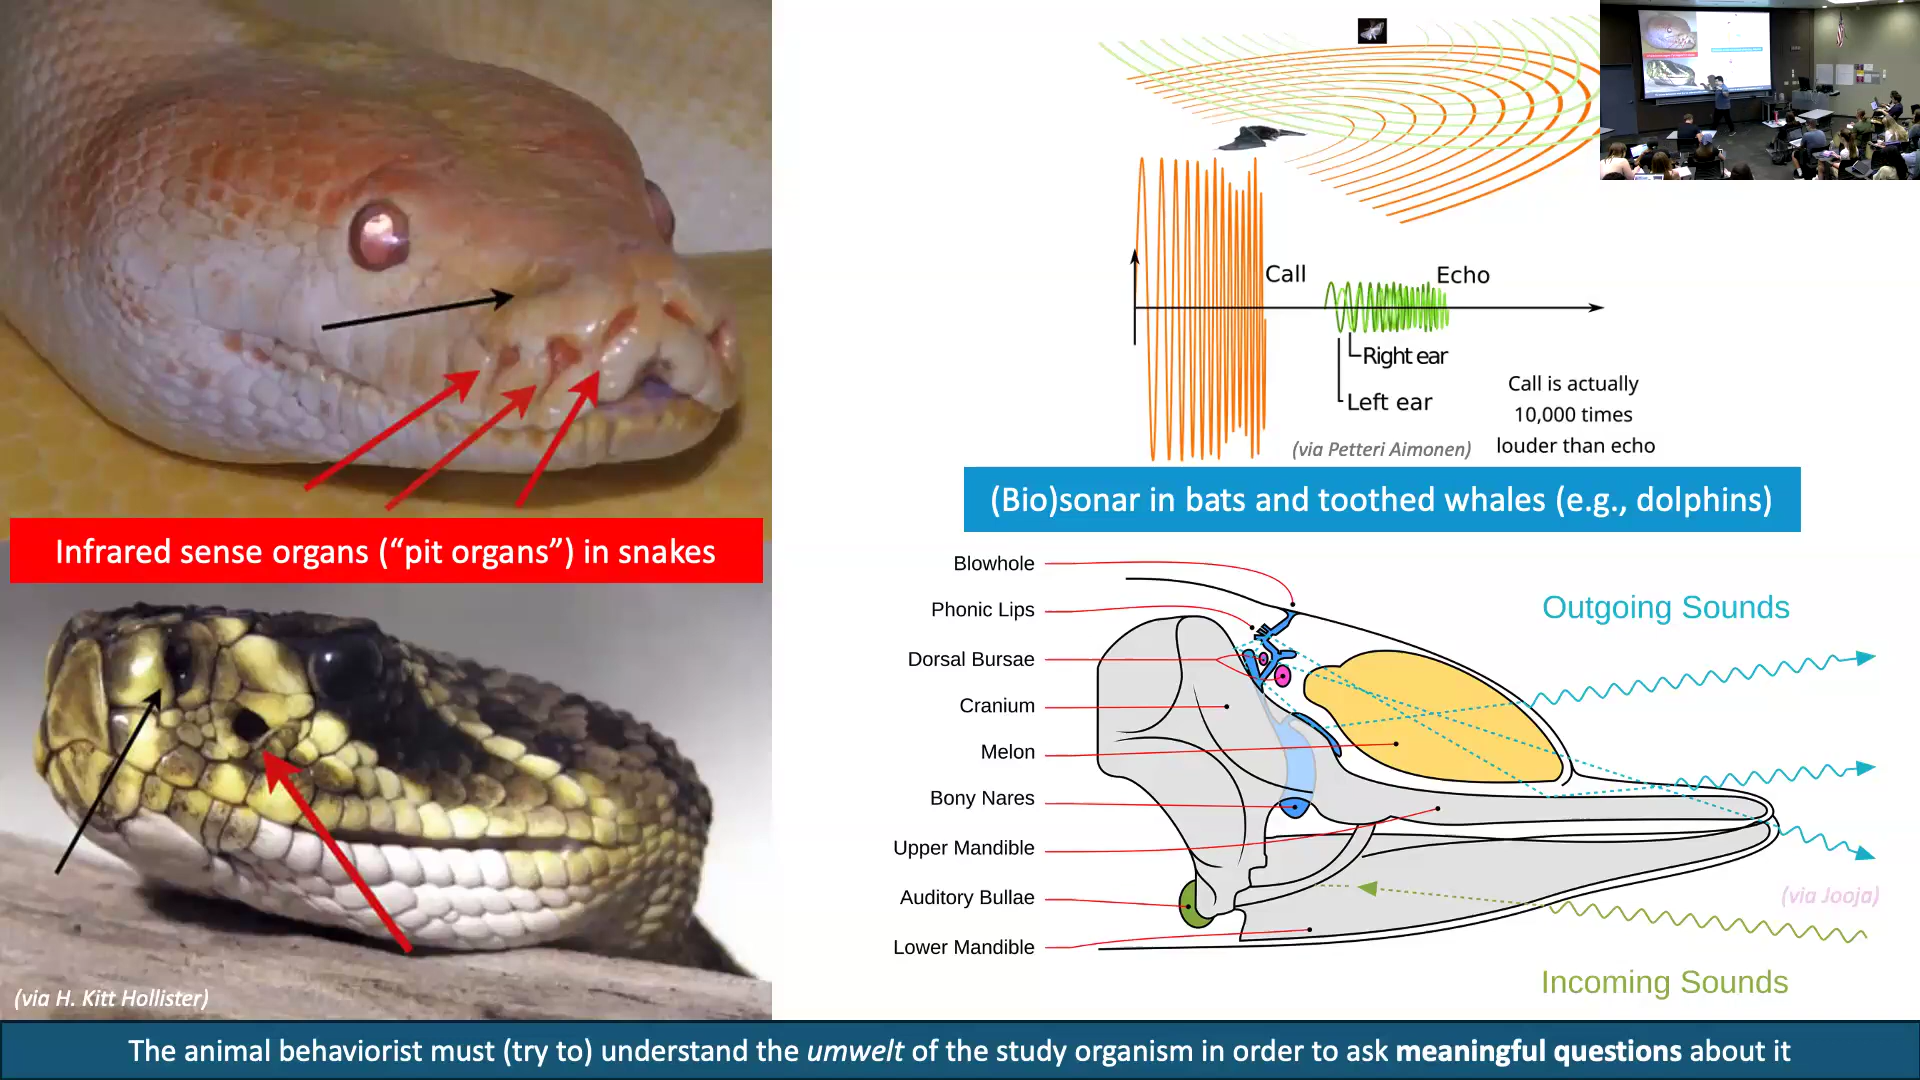 Infrared sense organs (“pit organs”) in snakes
(via H. Kitt Hollister)
Call
Echo
Right ear
Left ear
Call is actually
10,000 times
louder than echo
(via Petteri Aimonen)
(Bio)sonar in bats and toothed whales (e.g., dolphins)
Blowhole
Phonic Lips
Dorsal Bursae
Cranium
Melon
Bony Nares
Upper Mandible
Auditory Bullae
Lower Mandible
Outgoing Sounds
(via Jooja)
Incoming Sounds
The animal behaviorist must (try to) understand the umwelt of the study organism in order to ask meaningful questions about it